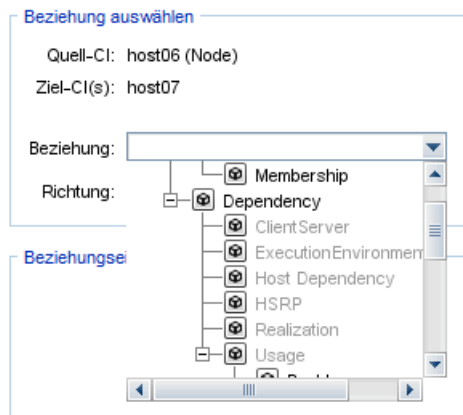 Beziehung auswählen
Quell-CI: host06 (Node)
Ziel-CI(s): host07
Beziehung:
Membership
Richtung:
Dependency
ClientServer
ExecutionEnvironmen
Beziehungsei
Host Dependency
HSRP
Realization
Usage